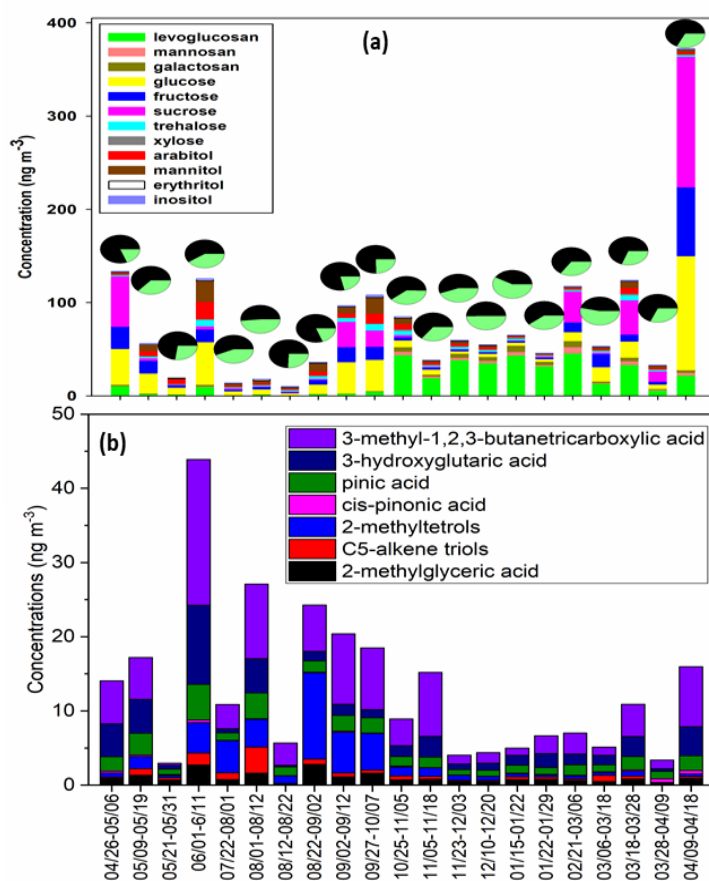 400
(a)
levoglucosan
mannosan
galactosan
glucose
fructose
sucrose
trehalose
xylose
arabitol
mannitol
erythritol
inositol
300
200
100
0
Concentration (ng m⁻³)
50
(b)
3-methyl-1,2,3-butanetricarboxylic acid
3-hydroxyglutaric acid
pinic acid
cis-pinonic acid
2-methyltetrols
C5-alkene triols
2-methylglyceric acid
40
30
20
10
0
Concentrations (ng m⁻³)
04/26-05/06
05/09-05/19
05/21-05/31
06/01-6/11
07/22-08/01
08/01-08/12
08/12-08/22
08/22-09/02
09/02-09/12
09/27-10/07
10/25-11/05
11/05-11/18
11/23-12/03
12/10-12/20
01/15-01/22
01/22-01/29
02/21-03/06
03/06-03/18
03/18-03/28
03/28-04/09
04/09-04/18